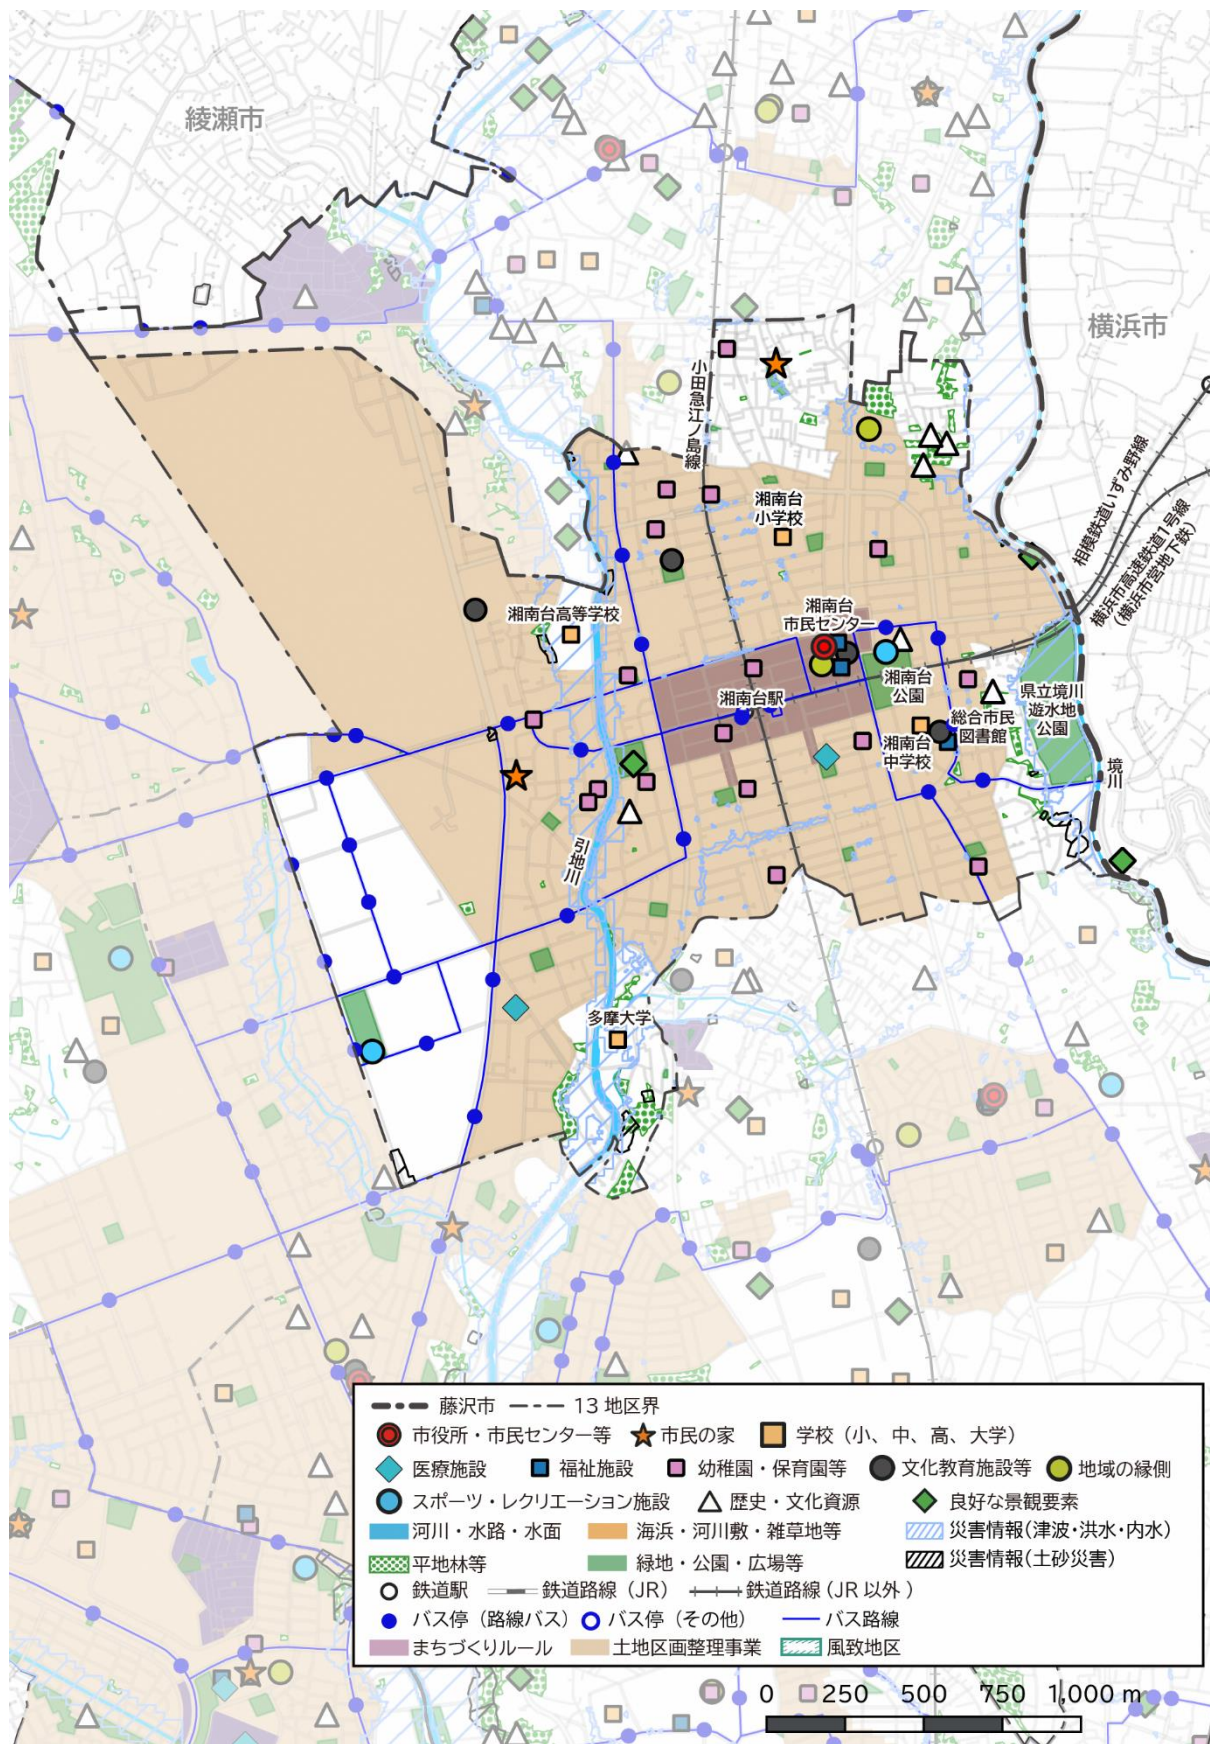 綾瀬市
横浜市
小田急江ノ島線
相模鉄道いずみ野線
横浜市高速鉄道1号線
(横浜市営地下鉄)
湘南台
小学校
湘南台高等学校
湘南台
市民センター
湘南台
公園
県立境川
遊水地
公園
湘南台駅
総合市民
図書館
湘南台
中学校
境川
引地川
多摩大学
藤沢市
13地区界
市役所・市民センター等
市民の家
学校（小、中、高、大学）
医療施設
福祉施設
幼稚園・保育園等
文化教育施設等
地域の縁側
スポーツ・レクリエーション施設
歴史・文化資源
良好な景観要素
河川・水路・水面
海浜・河川敷・雑草地等
災害情報(津波・洪水・内水)
平地林等
緑地・公園・広場等
災害情報(土砂災害)
鉄道駅
鉄道路線（JR）
鉄道路線(JR以外)
バス停（路線バス）
バス停（その他）
バス路線
まちづくりルール
土地区画整理事業
風致地区
0 250 500 750 1,000 m